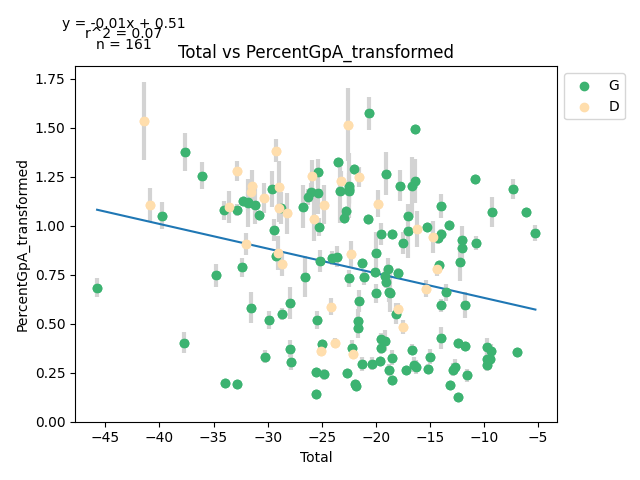 y = -0.01x + 0.51
r^2 = 0.07
n = 161
Total vs PercentGpA_transformed
G
D
PercentGpA_transformed
1.75
1.50
1.25
1.00
0.75
0.50
0.25
0.00
−45 −40 −35 −30 −25 −20 −15 −10 −5
Total